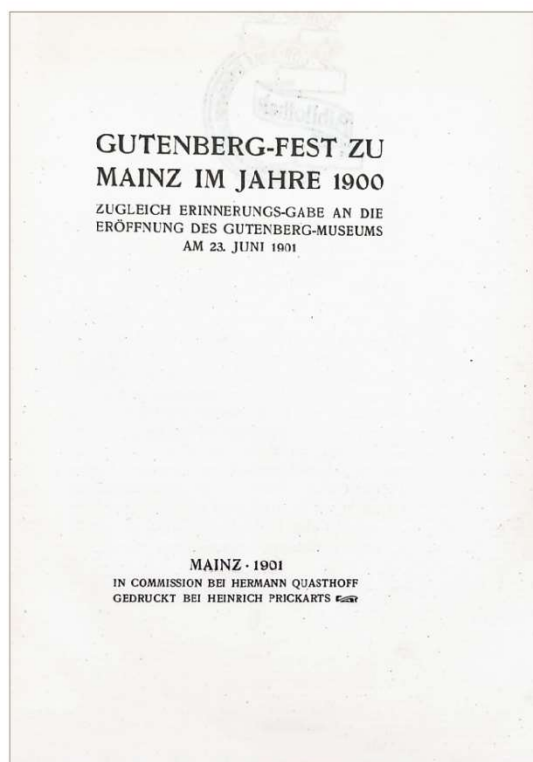 GUTENBERG-FEST ZU
MAINZ IM JAHRE 1900
ZUGLEICH ERINNERUNGS-GABE AN DIE
ERÖFFNUNG DES GUTENBERG-MUSEUMS
AM 23. JUNI 1901
MAINZ · 1901
IN COMMISSION BEI HERMANN QUASTHOFF
GEDRUCKT BEI HEINRICH PRICKARTS